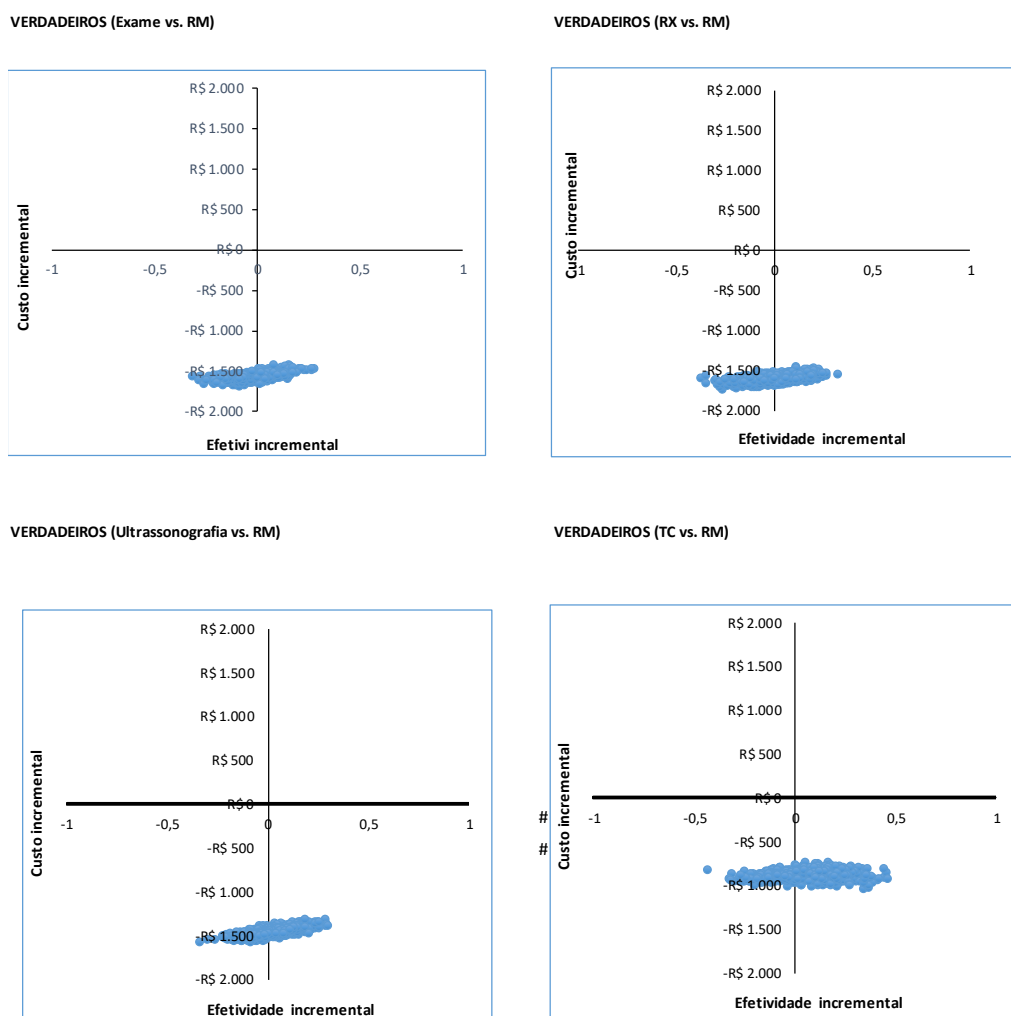 VERDADEIROS (Exame vs. RM)
R$ 2.000
R$ 1.500
R$ 1.000
R$ 500
R$ 0
-R$ 500
-R$ 1.000
-R$ 1.500
-R$ 2.000
-1
-0,5
0
0,5
1
Custo incremental
Efetivi incremental
VERDADEIROS (RX vs. RM)
R$ 2.000
R$ 1.500
R$ 1.000
R$ 500
R$ 0
-R$ 500
-R$ 1.000
-R$ 1.500
-R$ 2.000
-1
-0,5
0
0,5
1
Custo incremental
Efetividade incremental
VERDADEIROS (Ultrassonografia vs. RM)
R$ 2.000
R$ 1.500
R$ 1.000
R$ 500
R$ 0
-R$ 500
-R$ 1.000
-R$ 1.500
-R$ 2.000
-1
-0,5
0
0,5
1
Custo incremental
Efetividade incremental
VERDADEIROS (TC vs. RM)
#
#
R$ 2.000
R$ 1.500
R$ 1.000
R$ 500
R$ 0
-R$ 500
-R$ 1.000
-R$ 1.500
-R$ 2.000
-1
-0,5
0
0,5
1
Custo incremental
Efetividade incremental